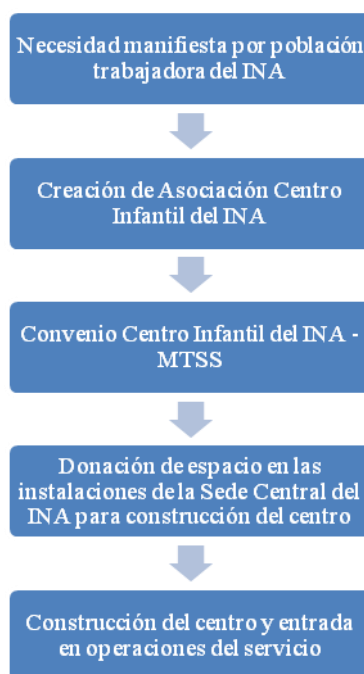 Necesidad manifiesta por población
trabajadora del INA
Creación de Asociación Centro
Infantil del INA
Convenio Centro Infantil del INA -
MTSS
Donación de espacio en las
instalaciones de la Sede Central del
INA para construcción del centro
Construcción del centro y entrada
en operaciones del servicio